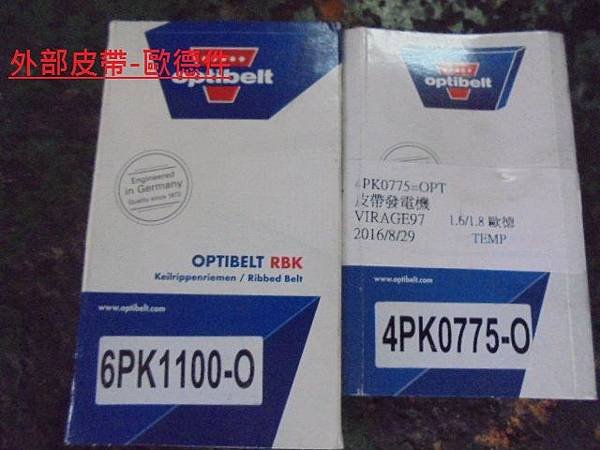 外部皮帶-歐德件
optibelt
Engineered
in Germany
Quality since 1872
OPTIBELT RBK
Keilrippenriemen / Ribbed Belt
www.optibelt.com
6PK1100-O
optibelt
4PK0775=OPT
皮帶發電機
VIRAGE97 1.6/1.8 歐德
2016/8/29 TEMP
www.optibelt.com
4PK0775-O